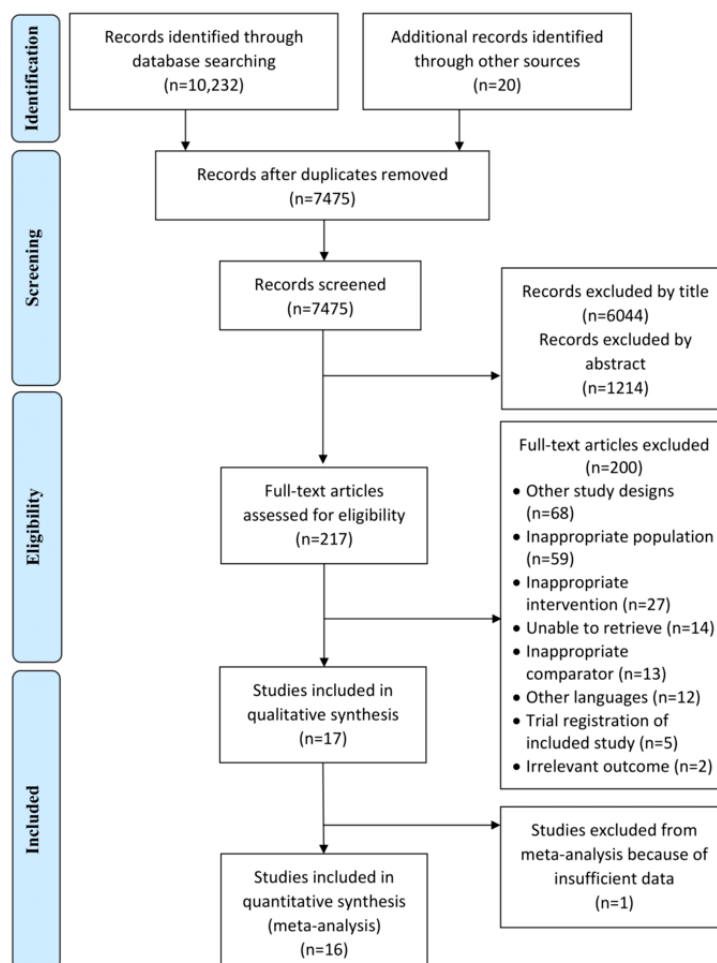 Identification
Records identified through
database searching
(n=10,232)
Additional records identified
through other sources
(n=20)
Screening
Records after duplicates removed
(n=7475)
Records screened
(n=7475)
Records excluded by title
(n=6044)
Records excluded by
abstract
(n=1214)
Eligibility
Full-text articles
assessed for eligibility
(n=217)
Full-text articles excluded
(n=200)
• Other study designs
(n=68)
• Inappropriate population
(n=59)
• Inappropriate
intervention (n=27)
• Unable to retrieve (n=14)
• Inappropriate
comparator (n=13)
• Other languages (n=12)
• Trial registration of
included study (n=5)
• Irrelevant outcome (n=2)
Included
Studies included in
qualitative synthesis
(n=17)
Studies excluded from
meta-analysis because of
insufficient data
(n=1)
Studies included in
quantitative synthesis
(meta-analysis)
(n=16)